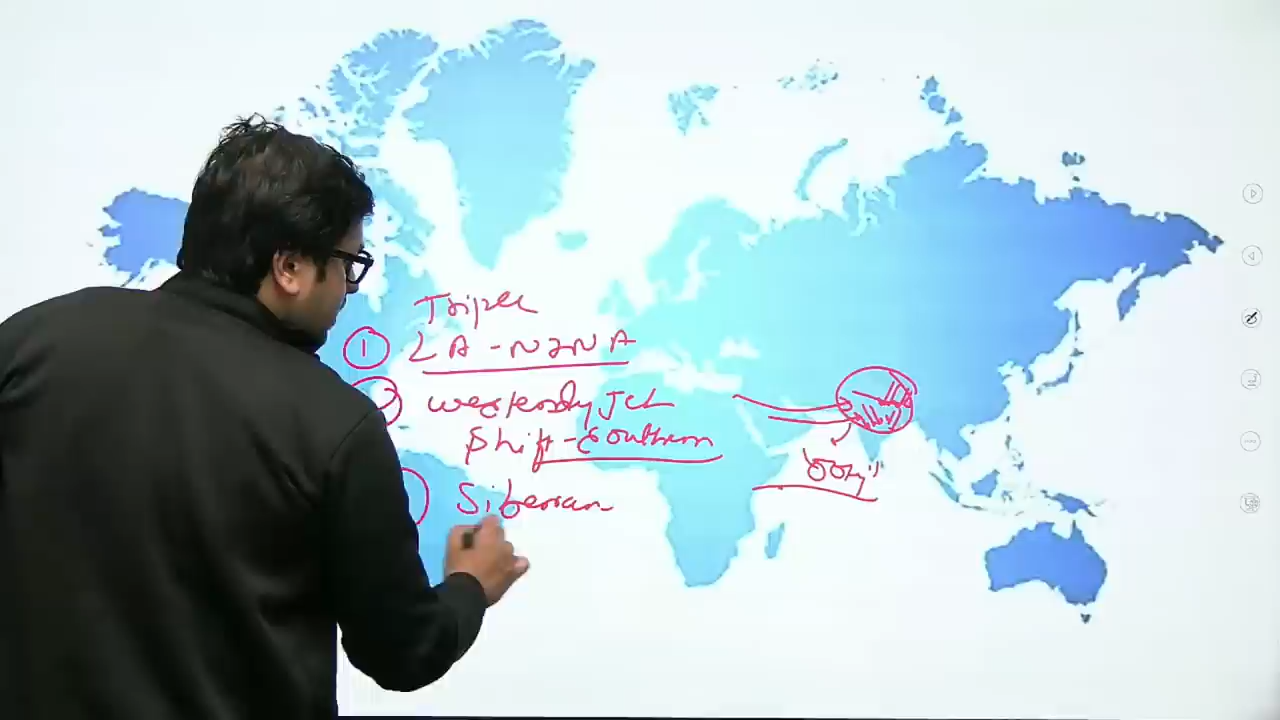 Triple
① LA-NINA
Westerly Jet
Shift-Southern
Siberian